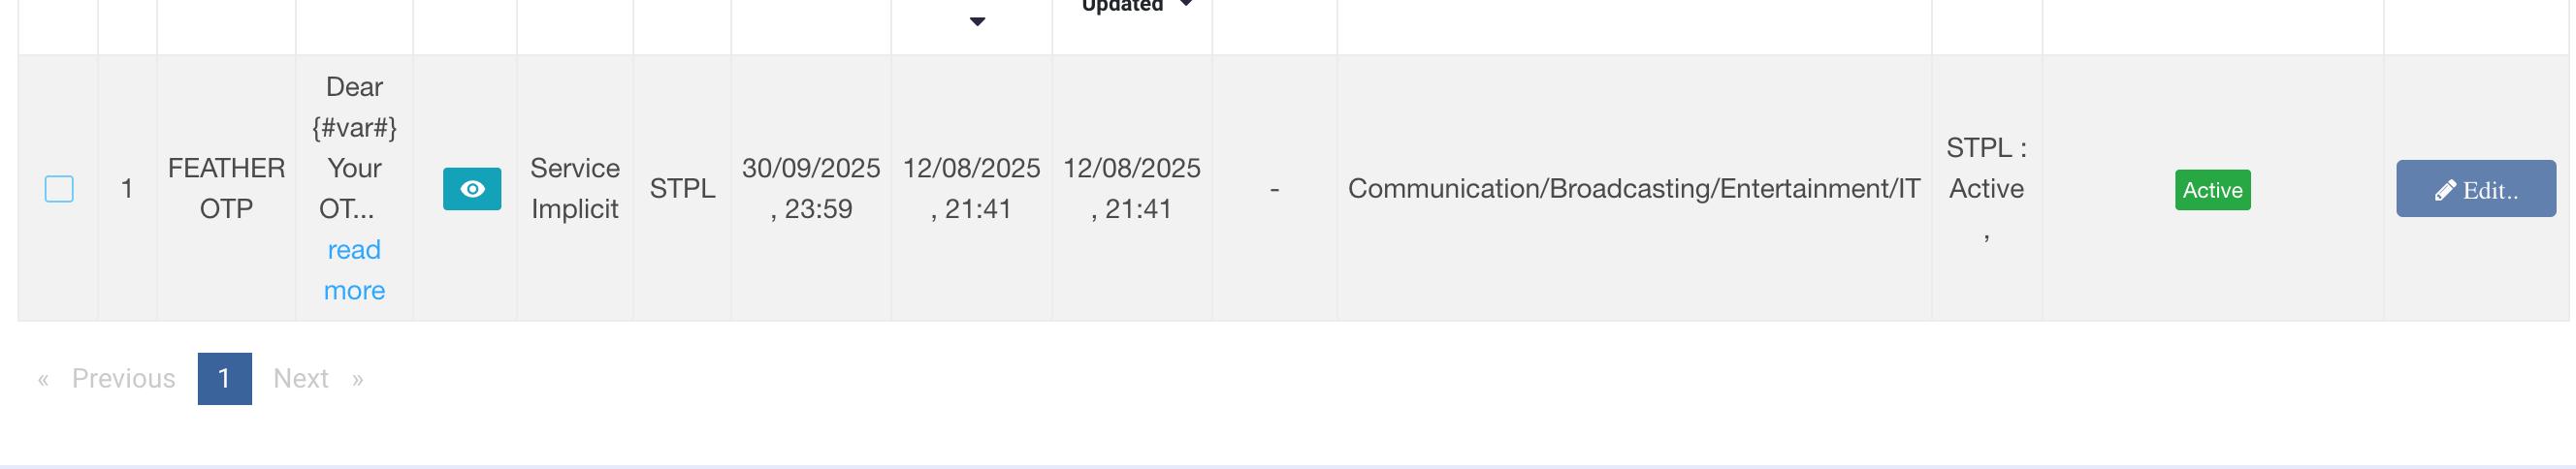 Updated
1
FEATHER
OTP
Dear
{#var#}
Your
OT...
read
more
Service
Implicit
STPL
30/09/2025
, 23:59
12/08/2025
, 21:41
12/08/2025
, 21:41
-
Communication/Broadcasting/Entertainment/IT
STPL :
Active
,
Active
Edit..
« Previous 1 Next »